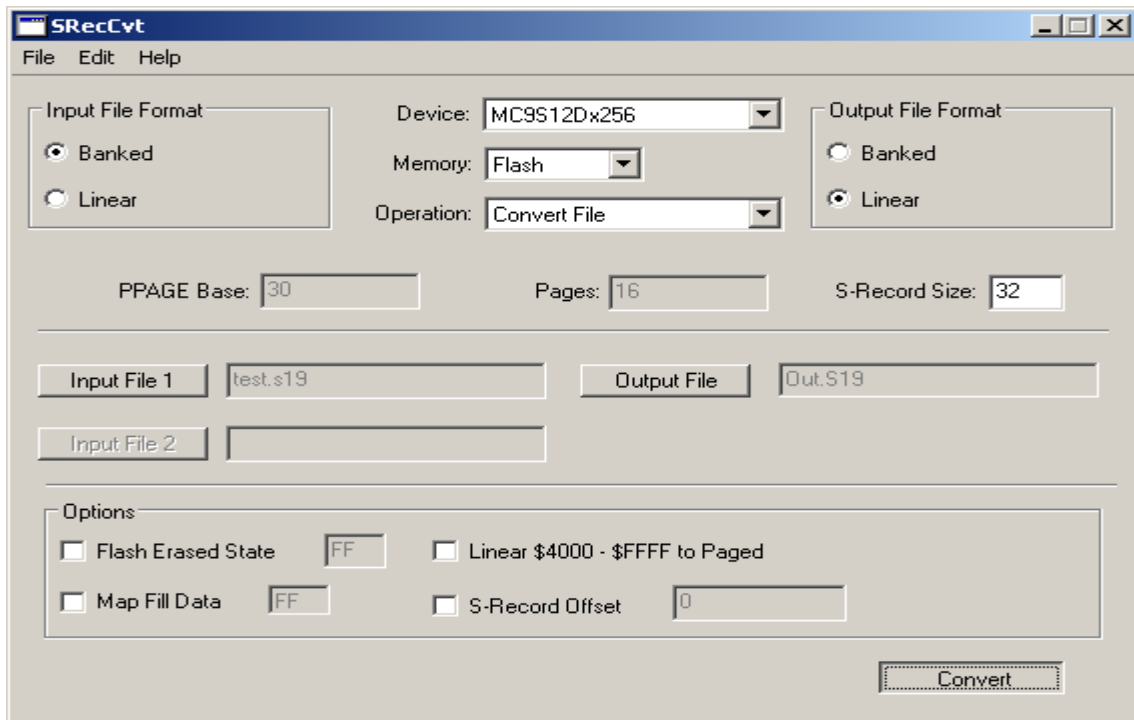 SRecCvt
File Edit Help
Input File Format
Banked
Linear
Device: MC9S12Dx256
Memory: Flash
Operation: Convert File
Output File Format
Banked
Linear
PPAGE Base: 30 Pages: 16 S-Record Size: 32
Input File 1 test.s19 Output File Out.S19
Input File 2
Options
Flash Erased State FF Linear $4000 - $FFFF to Paged
Map Fill Data FF S-Record Offset 0
Convert